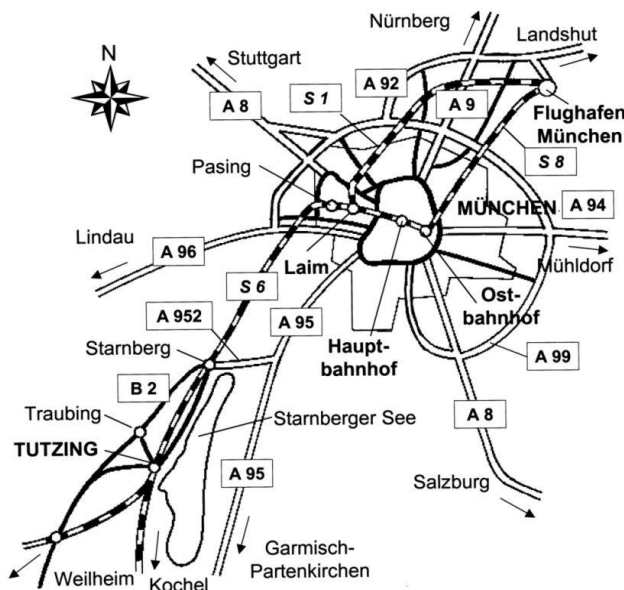 Nürnberg
Landshut
N
Stuttgart
A 92
A 8
S 1
A 9
Flughafen
München
S 8
Pasing
MÜNCHEN
A 94
Lindau
A 96
Laim
Mühldorf
S 6
Ost-
bahnhof
A 952
A 95
Haupt-
bahnhof
Starnberg
A 99
B 2
Traubing
Starnberger See
A 8
TUTZING
A 95
Salzburg
Garmisch-
Partenkirchen
Weilheim
Kochel